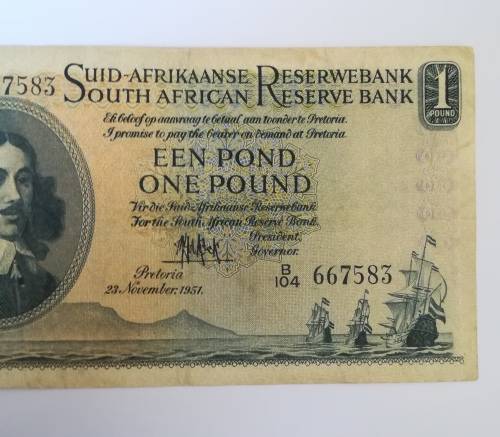 7583 SUID-AFRIKAANSE RESERWEBANK
SOUTH AFRICAN RESERVE BANK
1
POUND
Ek beloof op aanvraag te betaal aan toonder te Pretoria.
I promise to pay the bearer on demand at Pretoria.
EEN POND
ONE POUND
Vir die Suid-Afrikaanse Reserwebank
For the South African Reserve Bank.
President,
Governor.
Pretoria
23 November, 1951.
B/104 667583